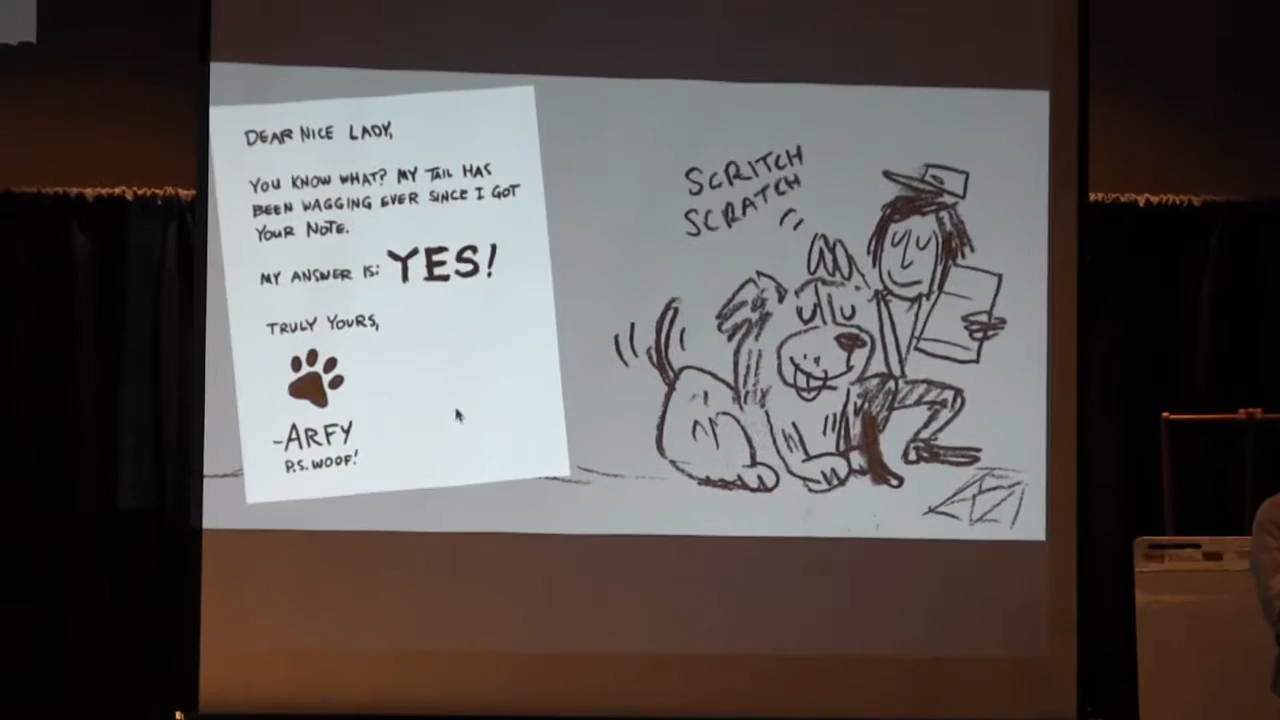 DEAR NICE LADY,
YOU KNOW WHAT? MY TAIL HAS
BEEN WAGGING EVER SINCE I GOT
YOUR NOTE.
MY ANSWER IS: YES!
TRULY YOURS,
-ARFY
P.S. WOOF!
SCRITCH
SCRATCH